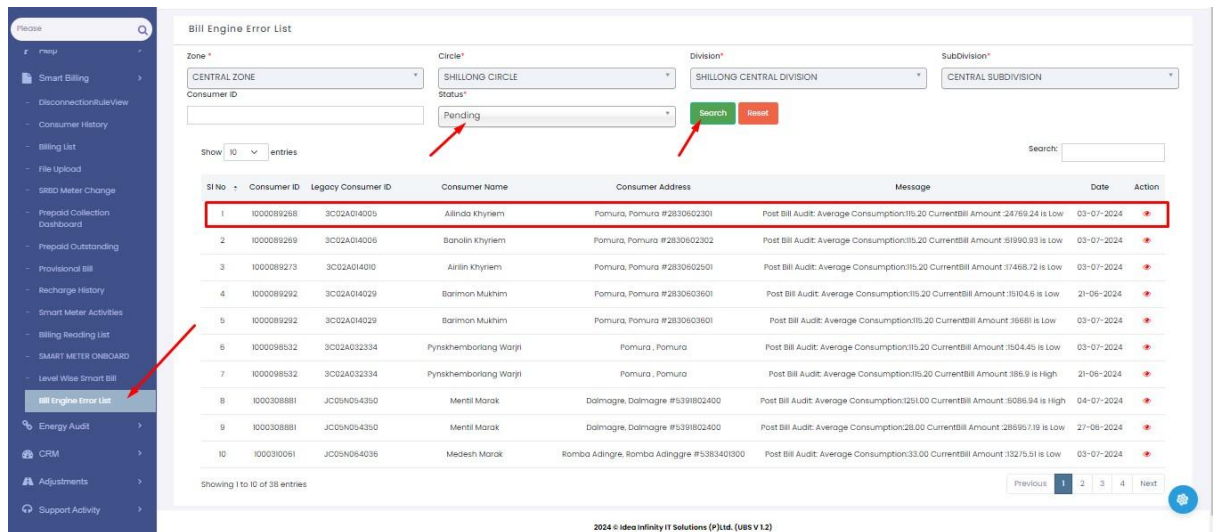 Please
Help
Smart Billing
- DisconnectionRuleView
- Consumer History
- Billing List
- File Upload
- SRBD Meter Change
- Prepaid Collection
Dashboard
- Prepaid Outstanding
- Provisional Bill
- Recharge History
- Smart Meter Activities
- Billing Reading List
- SMART METER ONBOARD
- Level Wise Smart Bill
Bill Engine Error List
Energy Audit
CRM
Adjustments
Support Activity
Bill Engine Error List
Zone * Circle* Division* SubDivision*
CENTRAL ZONE SHILLONG CIRCLE SHILLONG CENTRAL DIVISION CENTRAL SUBDIVISION
Consumer ID Status*
Pending Search Reset
Show 10 entries Search:
Sl No Consumer ID Legacy Consumer ID Consumer Name Consumer Address Message Date Action
1 1000089268 3C02A014005 Ailinda Khyriem Pomura, Pomura #2830602301 Post Bill Audit: Average Consumption:115.20 CurrentBill Amount :24769.24 is Low 03-07-2024
2 1000089269 3C02A014006 Banolin Khyriem Pomura, Pomura #2830602302 Post Bill Audit: Average Consumption:115.20 CurrentBill Amount :61990.93 is Low 03-07-2024
3 1000089273 3C02A014010 Airilin Khyriem Pomura, Pomura #2830602501 Post Bill Audit: Average Consumption:115.20 CurrentBill Amount :17468.72 is Low 03-07-2024
4 1000089292 3C02A014029 Barimon Mukhim Pomura, Pomura #2830603601 Post Bill Audit: Average Consumption:115.20 CurrentBill Amount :15104.6 is Low 21-06-2024
5 1000089292 3C02A014029 Barimon Mukhim Pomura, Pomura #2830603601 Post Bill Audit: Average Consumption:115.20 CurrentBill Amount :16681 is Low 03-07-2024
6 1000098532 3C02A032334 Pynskhemborlang Warjri Pomura , Pomura Post Bill Audit: Average Consumption:115.20 CurrentBill Amount :1504.45 is Low 03-07-2024
7 1000098532 3C02A032334 Pynskhemborlang Warjri Pomura , Pomura Post Bill Audit: Average Consumption:115.20 CurrentBill Amount :186.9 is High 21-06-2024
8 1000308881 JC05N054350 Mentil Marak Dalmagre, Dalmagre #5391802400 Post Bill Audit: Average Consumption:1251.00 CurrentBill Amount :6086.94 is High 04-07-2024
9 1000308881 JC05N054350 Mentil Marak Dalmagre, Dalmagre #5391802400 Post Bill Audit: Average Consumption:28.00 CurrentBill Amount :286957.19 is Low 27-06-2024
10 1000310061 JC05N064036 Medesh Marak Romba Adingre, Romba Adinggre #5383401300 Post Bill Audit: Average Consumption:33.00 CurrentBill Amount :13275.51 is Low 03-07-2024
Showing 1 to 10 of 38 entries Previous 1 2 3 4 Next
2024 © Idea Infinity IT Solutions (P)Ltd. (UBS V 1.2)